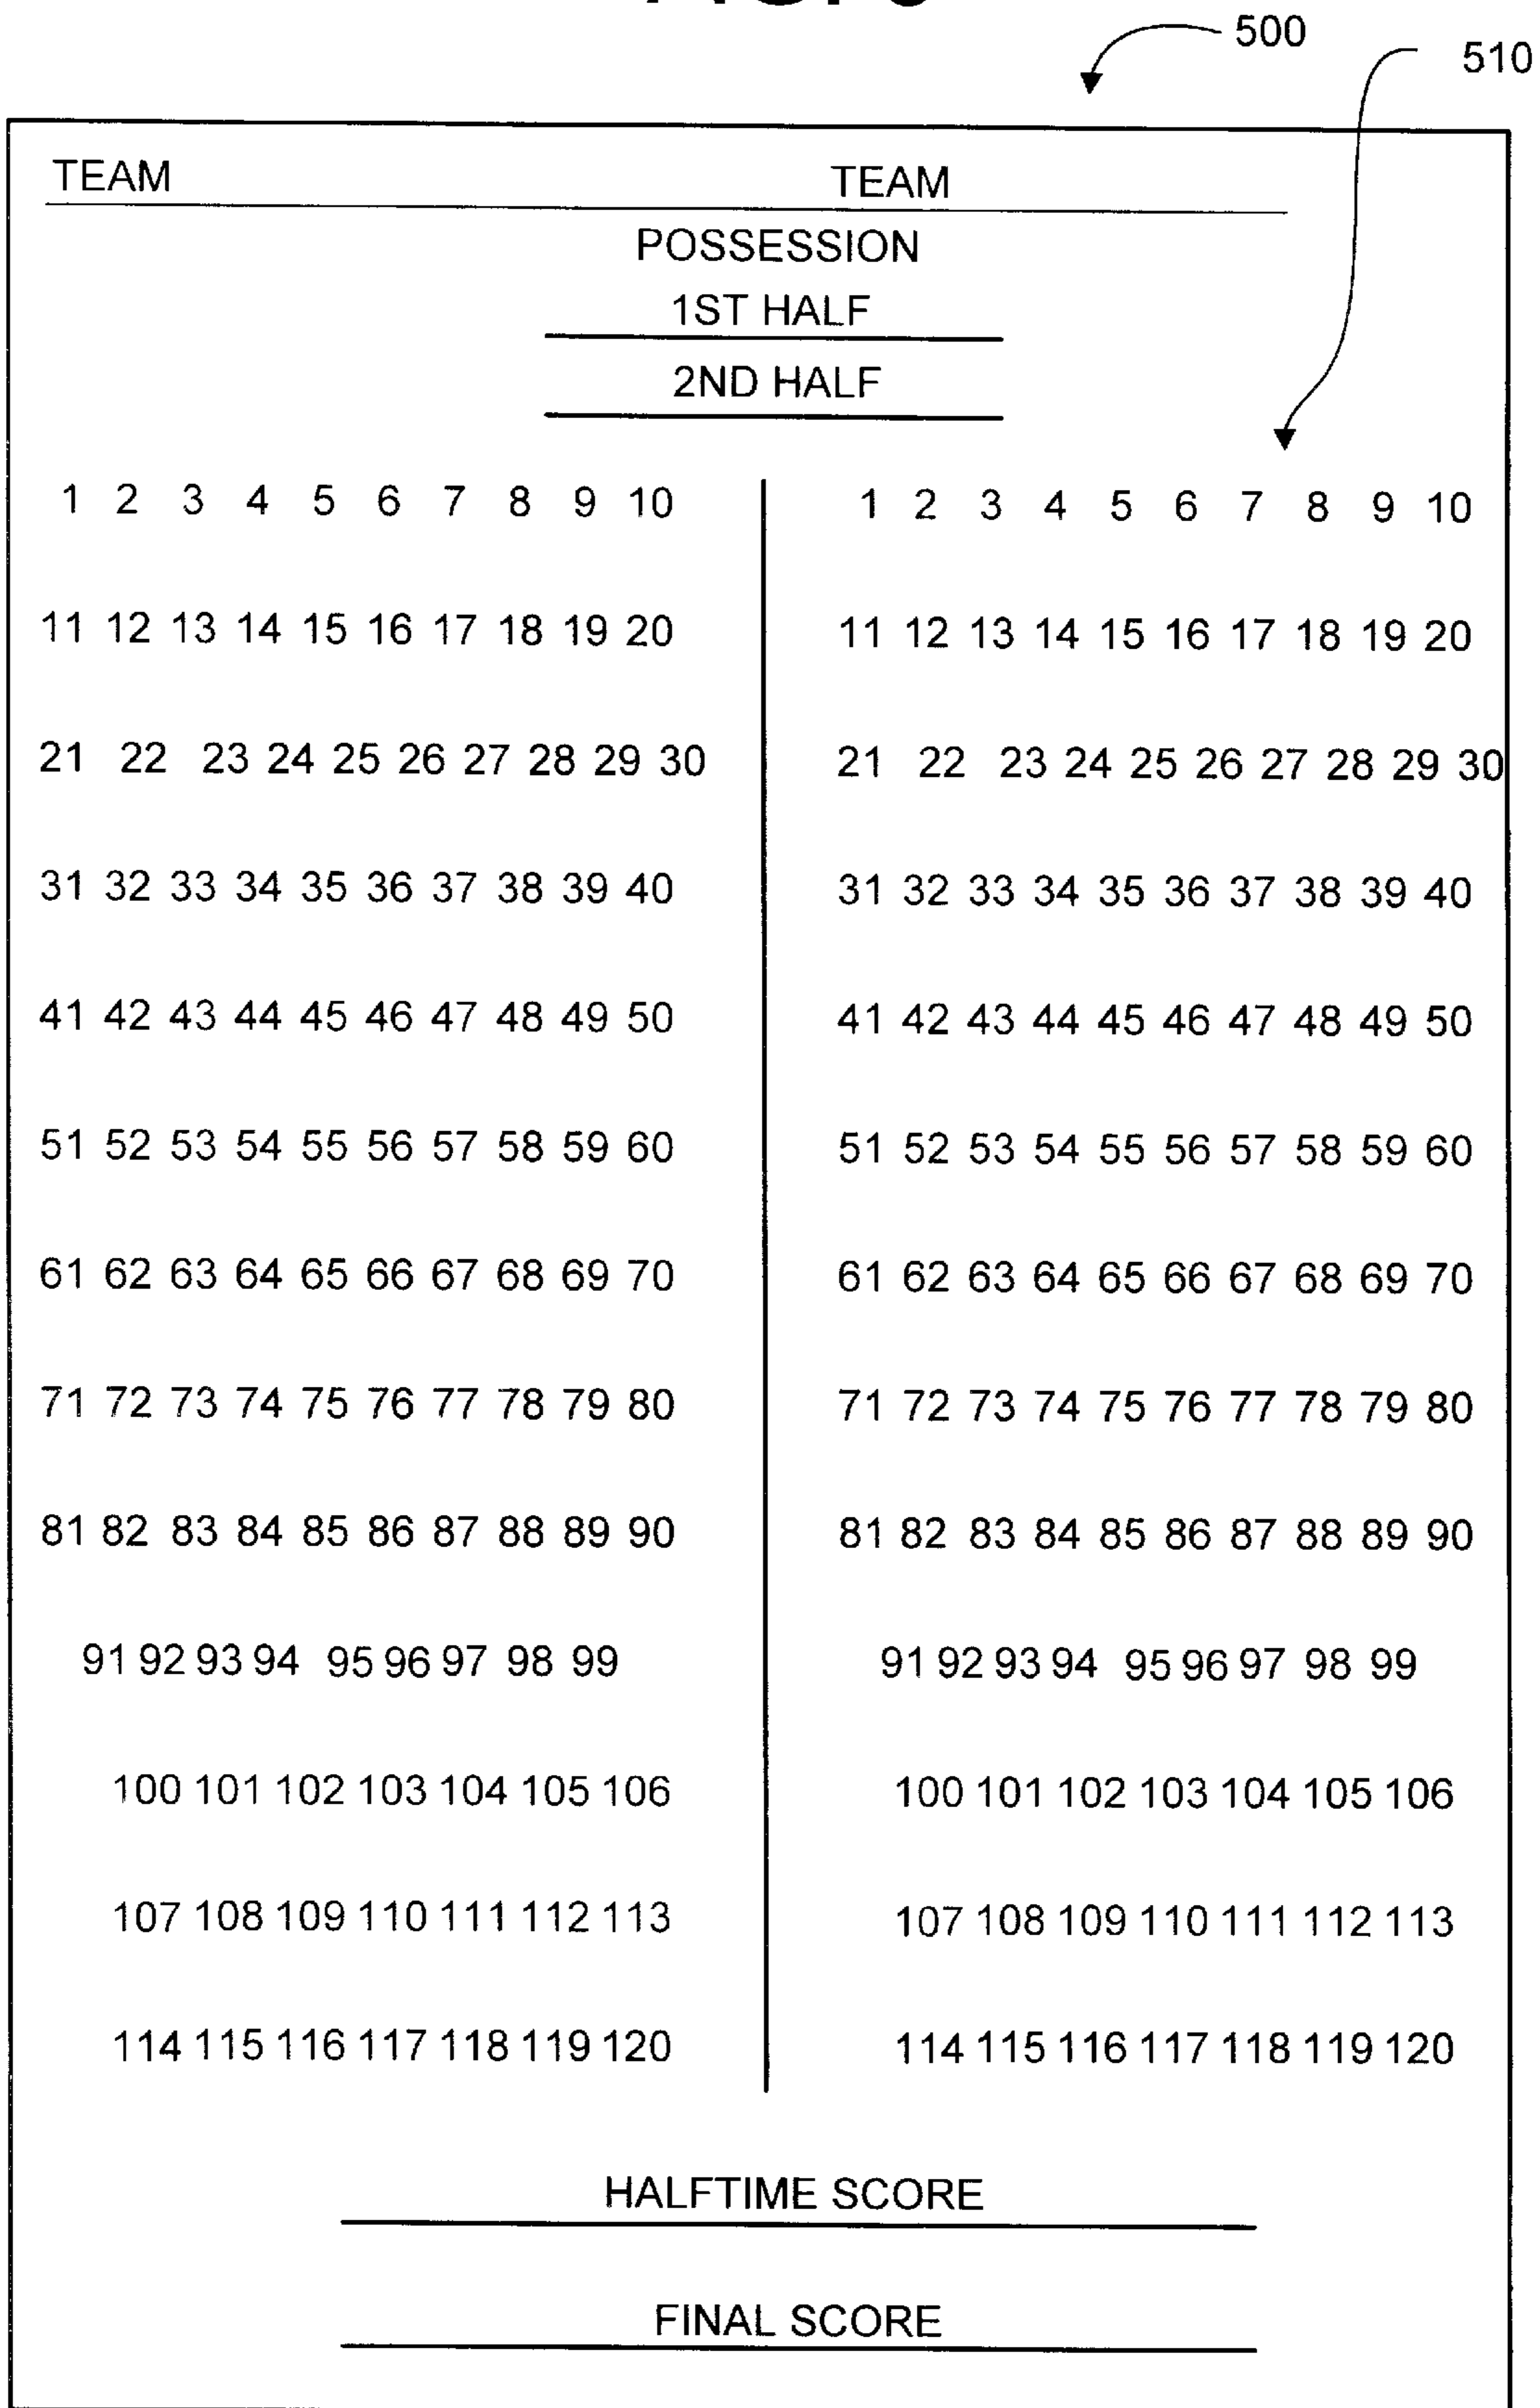 500
510
TEAM TEAM
POSSESSION
1ST HALF
2ND HALF
1 2 3 4 5 6 7 8 9 10 1 2 3 4 5 6 7 8 9 10
11 12 13 14 15 16 17 18 19 20 11 12 13 14 15 16 17 18 19 20
21 22 23 24 25 26 27 28 29 30 21 22 23 24 25 26 27 28 29 30
31 32 33 34 35 36 37 38 39 40 31 32 33 34 35 36 37 38 39 40
41 42 43 44 45 46 47 48 49 50 41 42 43 44 45 46 47 48 49 50
51 52 53 54 55 56 57 58 59 60 51 52 53 54 55 56 57 58 59 60
61 62 63 64 65 66 67 68 69 70 61 62 63 64 65 66 67 68 69 70
71 72 73 74 75 76 77 78 79 80 71 72 73 74 75 76 77 78 79 80
81 82 83 84 85 86 87 88 89 90 81 82 83 84 85 86 87 88 89 90
91 92 93 94 95 96 97 98 99 91 92 93 94 95 96 97 98 99
100 101 102 103 104 105 106 100 101 102 103 104 105 106
107 108 109 110 111 112 113 107 108 109 110 111 112 113
114 115 116 117 118 119 120 114 115 116 117 118 119 120
HALFTIME SCORE
FINAL SCORE